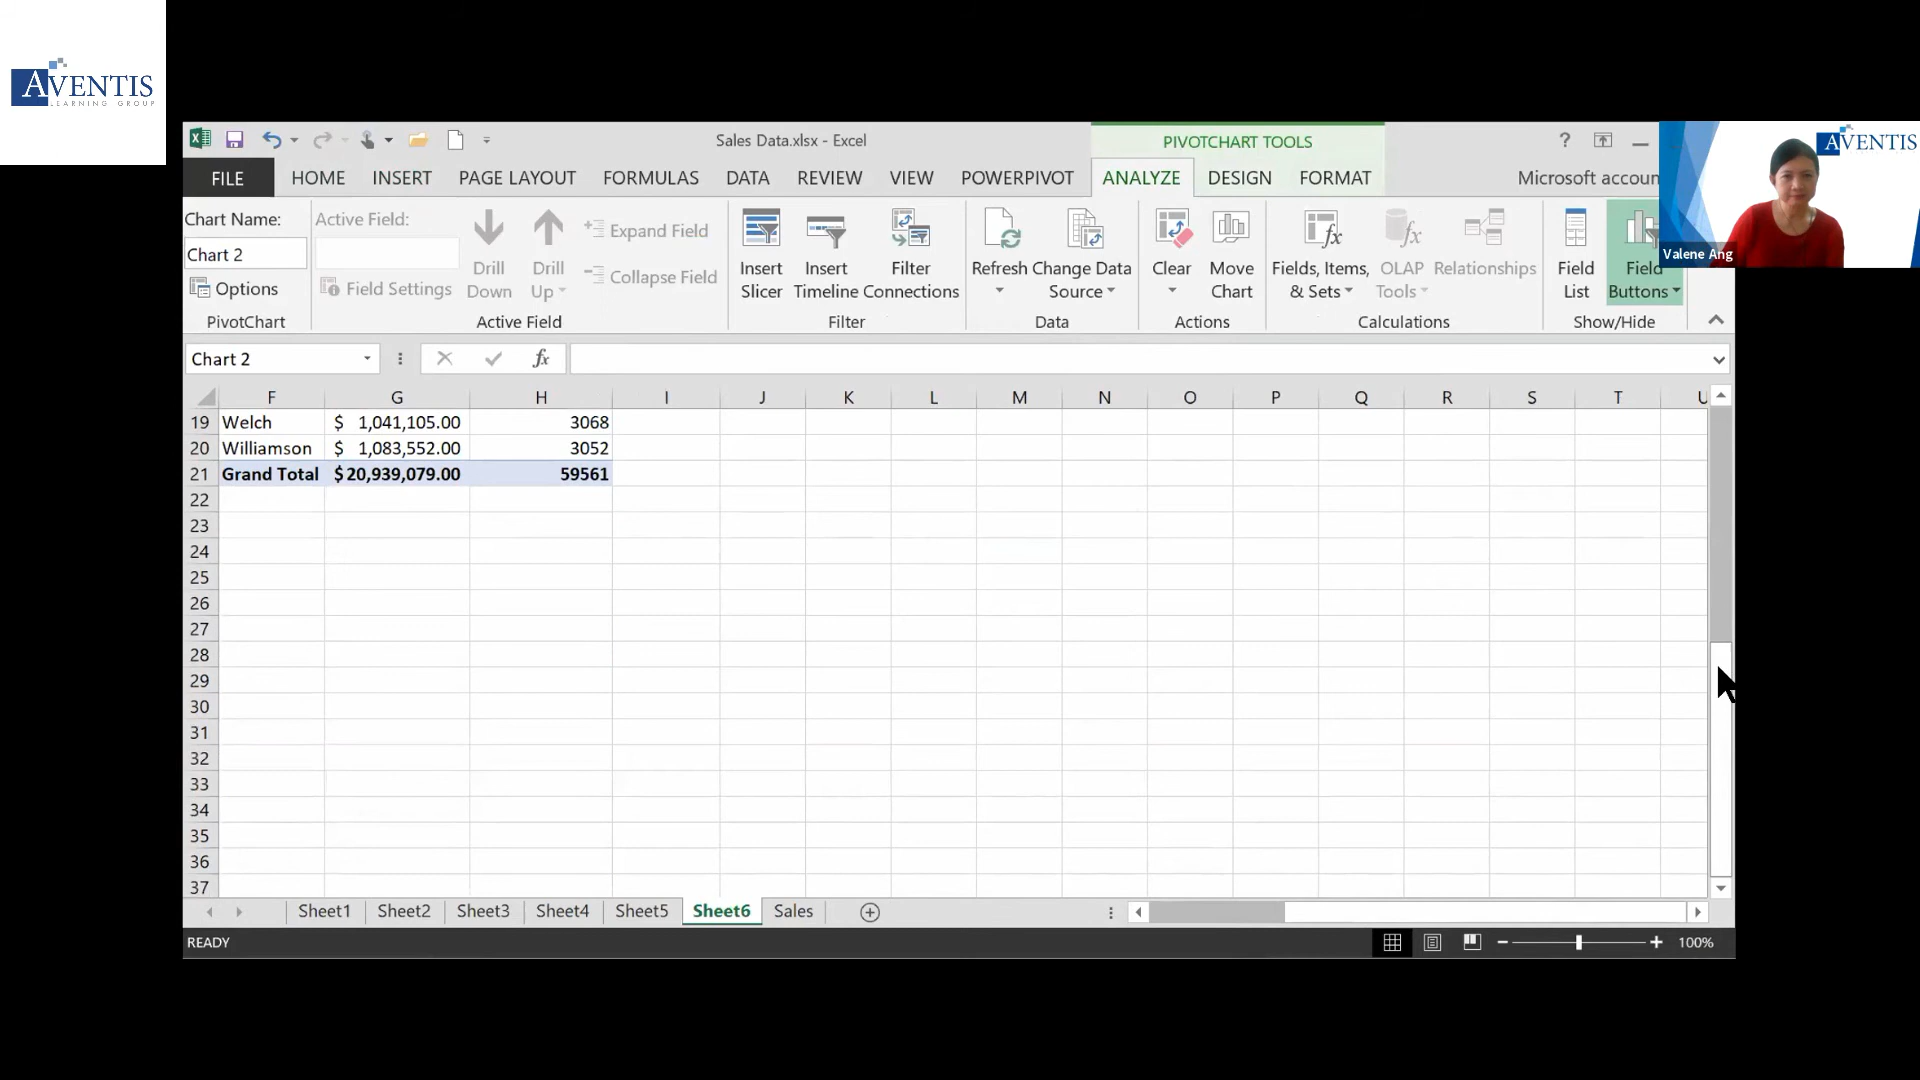 AVENTIS
LEARNING GROUP
Sales Data.xlsx - Excel
PIVOTCHART TOOLS
?
FILE
HOME
INSERT
PAGE LAYOUT
FORMULAS
DATA
REVIEW
VIEW
POWERPIVOT
ANALYZE
DESIGN
FORMAT
Microsoft accoun
AVENTIS
Valene Ang
Chart Name:
Chart 2
Options
PivotChart
Active Field:
Field Settings
Drill Down
Drill Up
Expand Field
Collapse Field
Active Field
Insert Slicer
Insert Timeline
Filter Connections
Filter
Refresh
Change Data Source
Data
Clear
Move Chart
Actions
Fields, Items, & Sets
OLAP Tools
Relationships
Calculations
Field List
Field Buttons
Show/Hide
Chart 2
fx
F G H I J K L M N O P Q R S T U
19 Welch $ 1,041,105.00 3068
20 Williamson $ 1,083,552.00 3052
21 Grand Total $ 20,939,079.00 59561
22
23
24
25
26
27
28
29
30
31
32
33
34
35
36
37
Sheet1 Sheet2 Sheet3 Sheet4 Sheet5 Sheet6 Sales
READY
100%